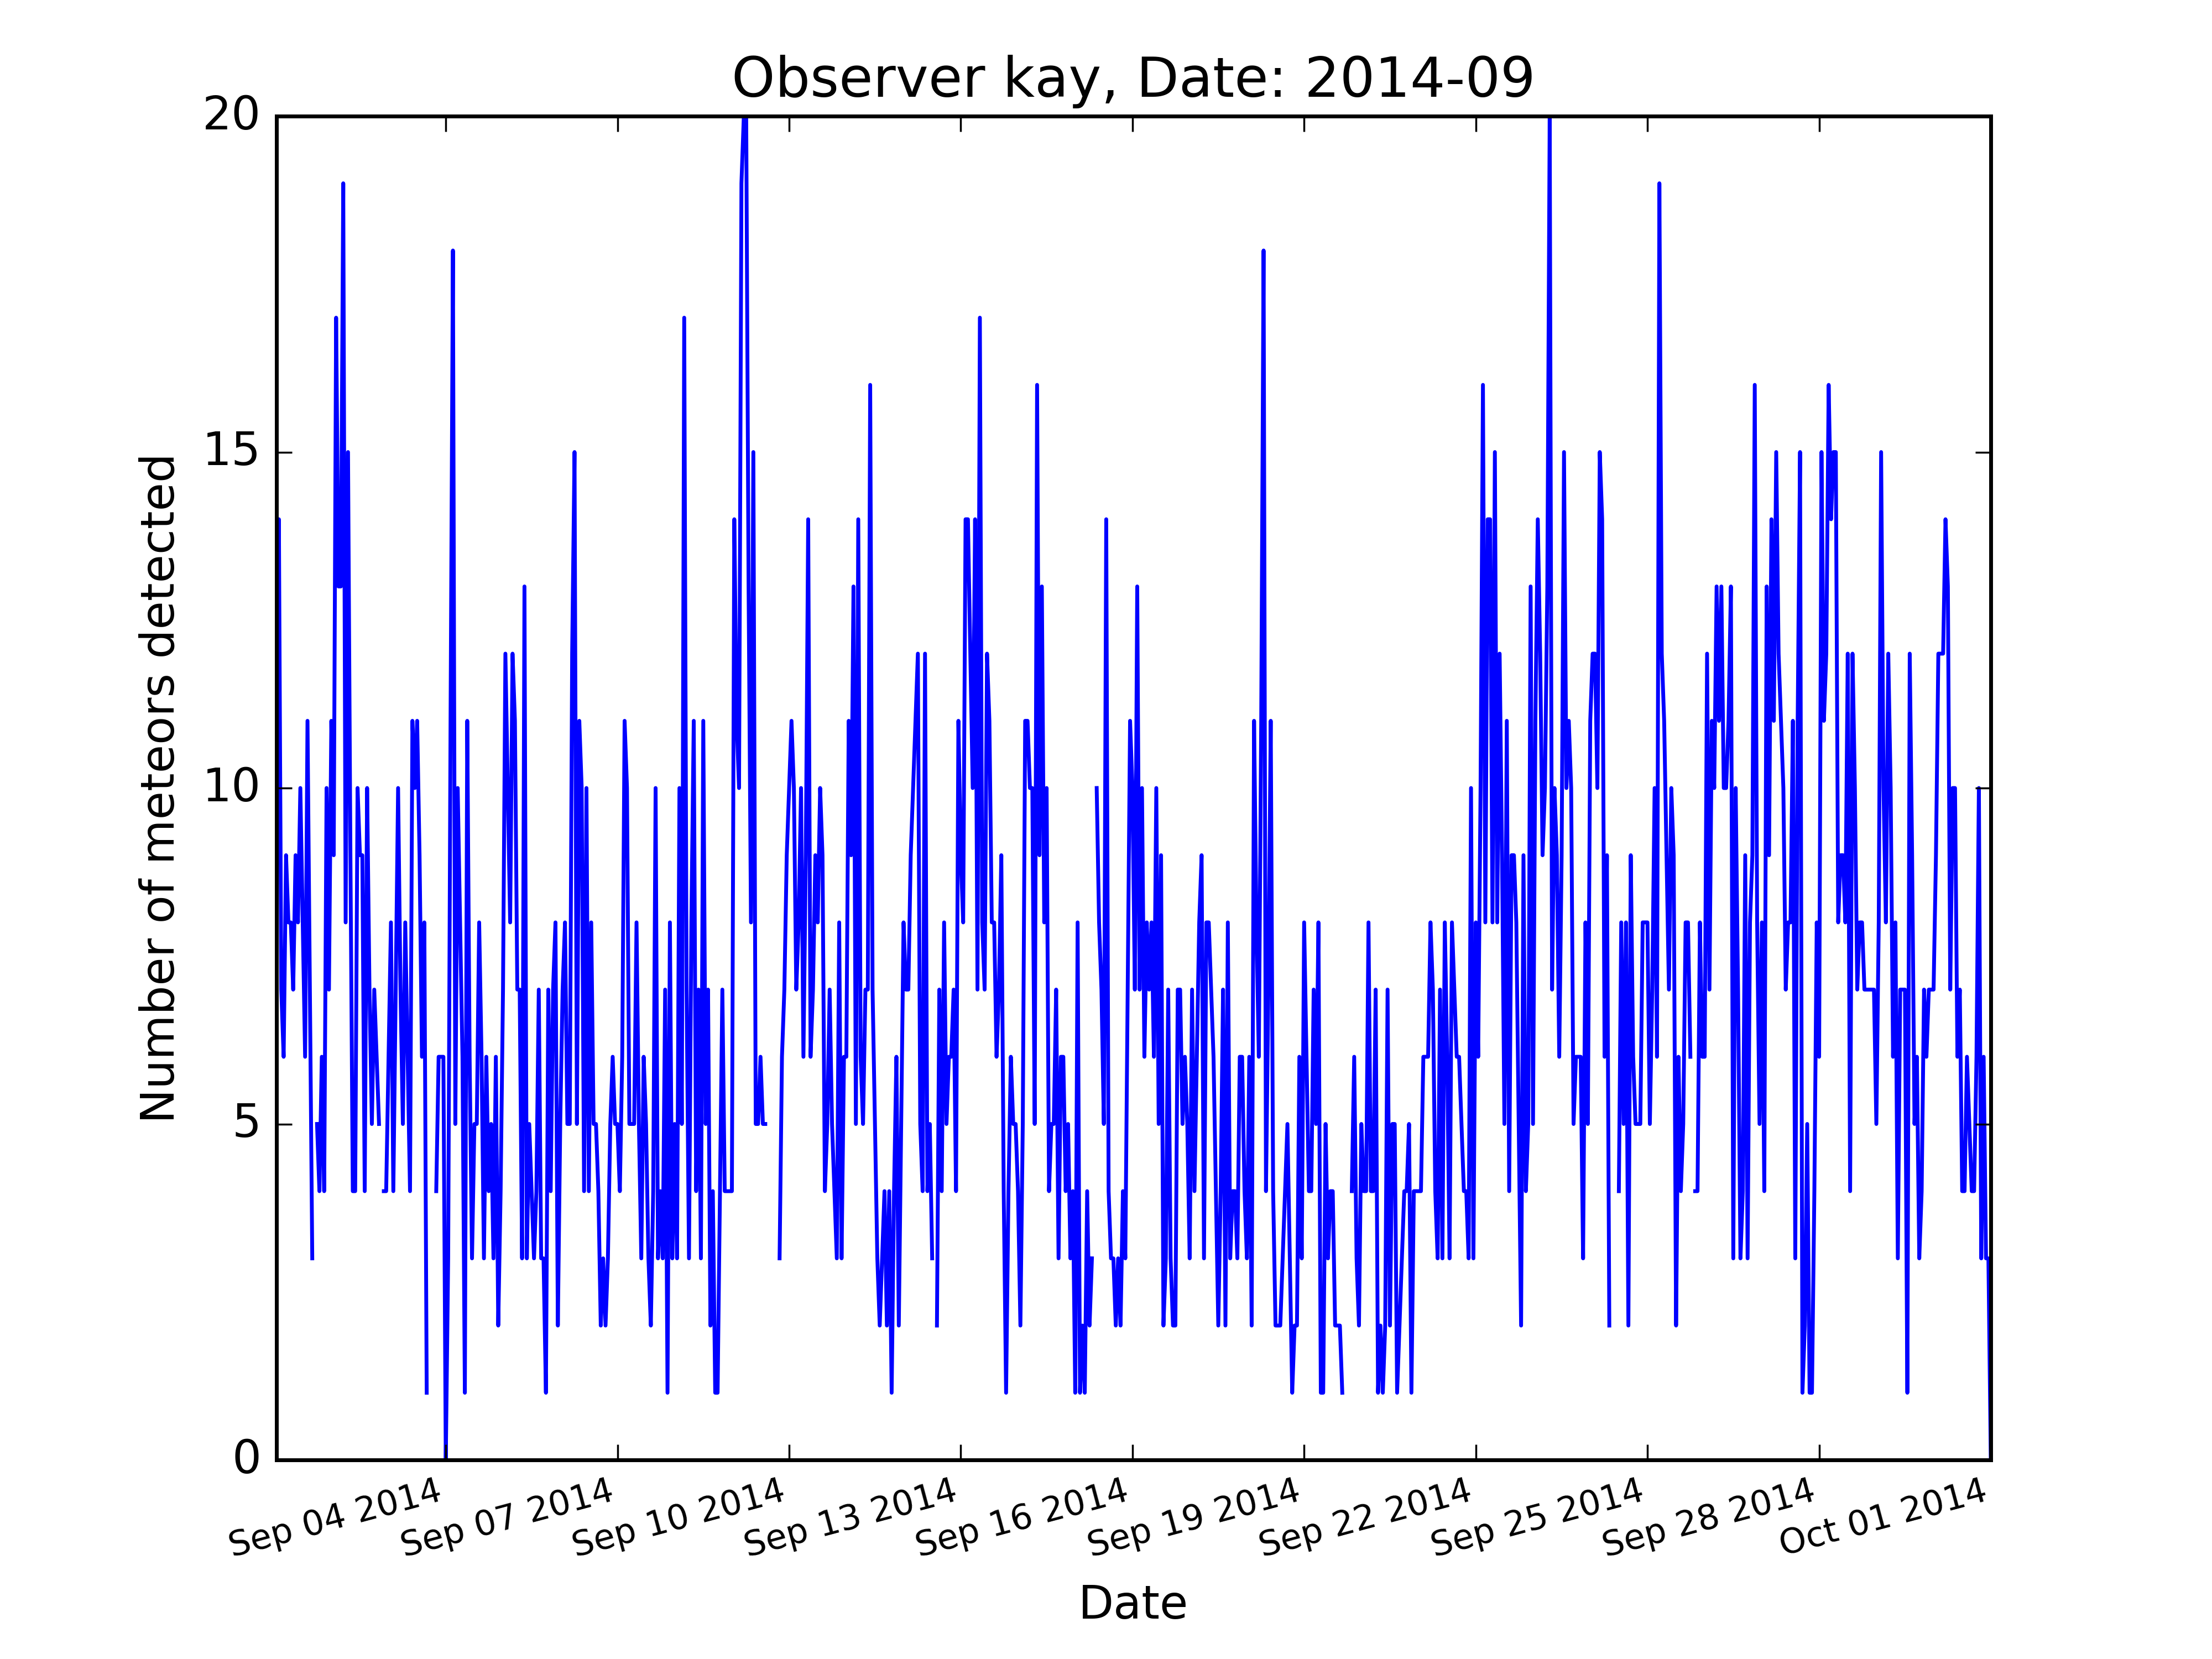 Observer kay, Date: 2014-09
20
15
10
5
0
Number of meteors detected
Sep 04 2014
Sep 07 2014
Sep 10 2014
Sep 13 2014
Sep 16 2014
Sep 19 2014
Sep 22 2014
Sep 25 2014
Sep 28 2014
Oct 01 2014
Date